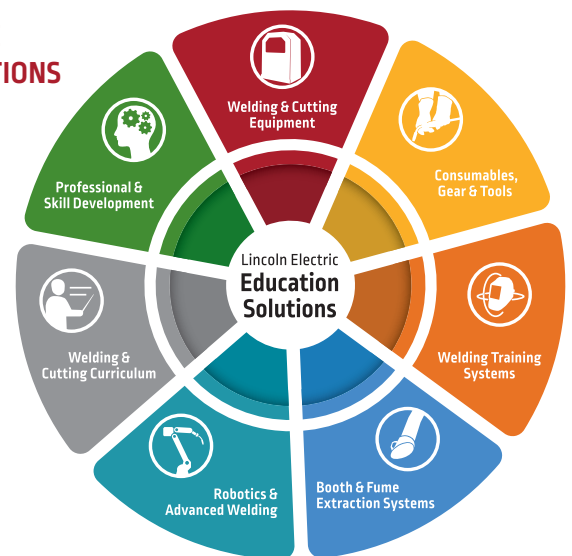 TIONS
Welding & Cutting
Equipment
Consumables,
Gear & Tools
Welding Training
Systems
Booth & Fume
Extraction Systems
Robotics &
Advanced Welding
Welding &
Cutting Curriculum
Professional &
Skill Development
Lincoln Electric
Education
Solutions